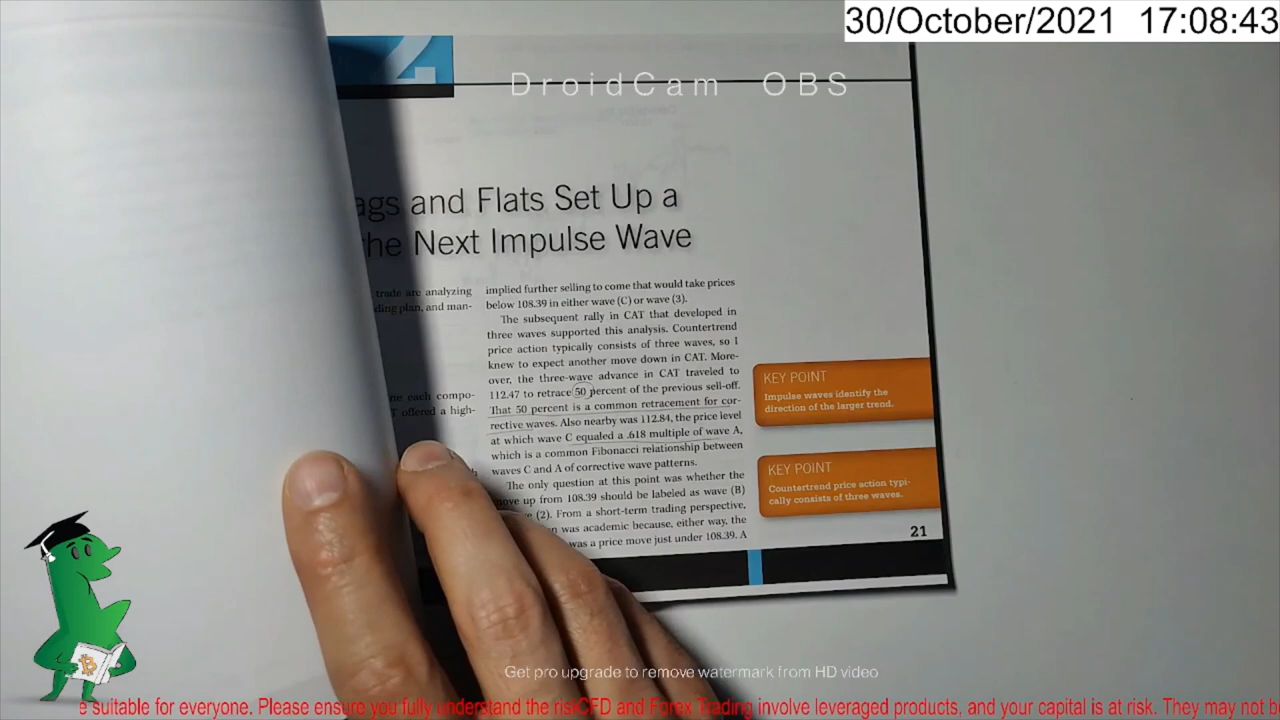 30/October/2021 17:08:43
DroidCam OBS
2
ags and Flats Set Up a
he Next Impulse Wave
trade are analyzing
ding plan, and man-
ne each compo-
T offered a high-
implied further selling to come that would take prices
below 108.39 in either wave (C) or wave (3).
The subsequent rally in CAT that developed in
three waves supported this analysis. Countertrend
price action typically consists of three waves, so I
knew to expect another move down in CAT. More-
over, the three-wave advance in CAT traveled to
112.47 to retrace 50 percent of the previous sell-off.
That 50 percent is a common retracement for cor-
rective waves. Also nearby was 112.84, the price level
at which wave C equaled a .618 multiple of wave A,
which is a common Fibonacci relationship between
waves C and A of corrective wave patterns.
The only question at this point was whether the
move up from 108.39 should be labeled as wave (B)
(2). From a short-term trading perspective,
was academic because, either way, the
was a price move just under 108.39. A
KEY POINT
Impulse waves identify the
direction of the larger trend.
KEY POINT
Countertrend price action typi-
cally consists of three waves.
21
Get pro upgrade to remove watermark from HD video
e suitable for everyone. Please ensure you fully understand the risCFD and Forex Trading involve leveraged products, and your capital is at risk. They may not b